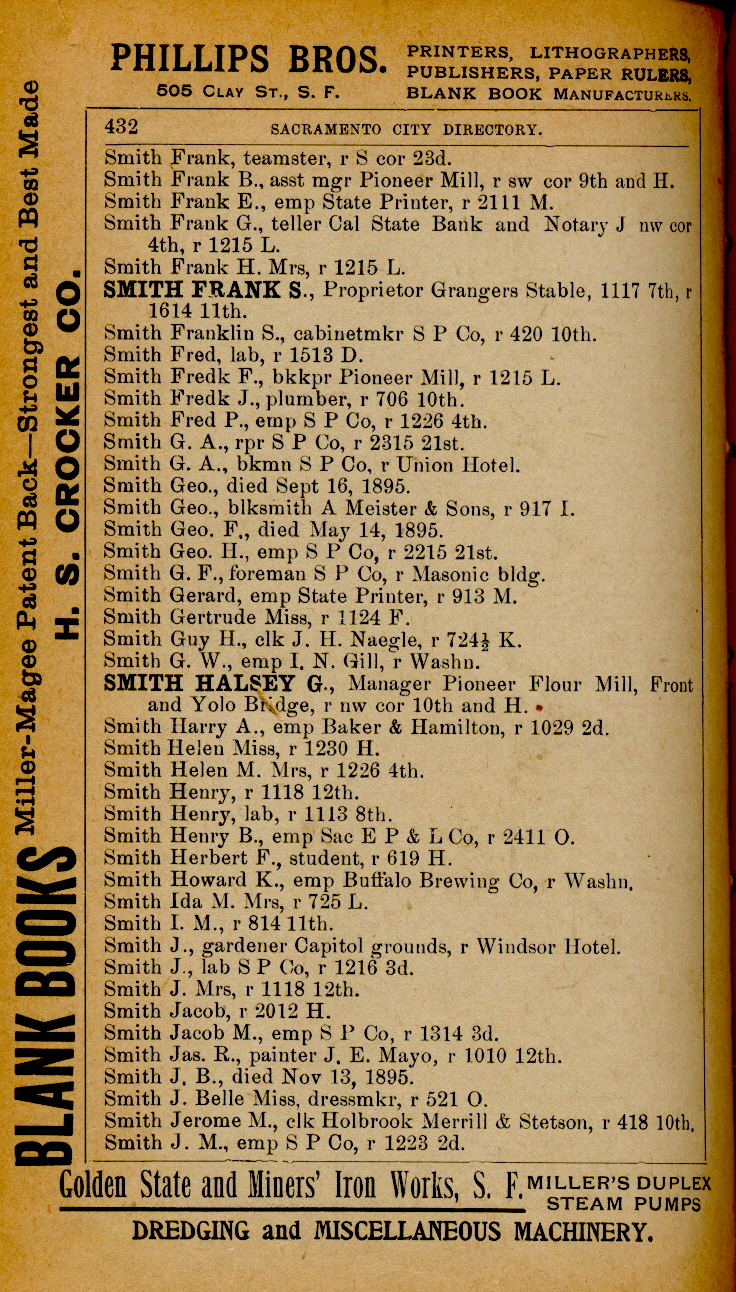 PHILLIPS BROS.
505 CLAY ST., S. F.
PRINTERS, LITHOGRAPHERS,
PUBLISHERS, PAPER RULERS,
BLANK BOOK MANUFACTURERS.
BLANK BOOKS
Miller-Magee Patent Back—Strongest and Best Made
H. S. CROCKER CO.
432 SACRAMENTO CITY DIRECTORY.
Smith Frank, teamster, r S cor 23d.
Smith Frank B., asst mgr Pioneer Mill, r sw cor 9th and H.
Smith Frank E., emp State Printer, r 2111 M.
Smith Frank G., teller Cal State Bank and Notary J nw cor
4th, r 1215 L.
Smith Frank H. Mrs, r 1215 L.
SMITH FRANK S., Proprietor Grangers Stable, 1117 7th, r
1614 11th.
Smith Franklin S., cabinetmkr S P Co, r 420 10th.
Smith Fred, lab, r 1513 D.
Smith Fredk F., bkkpr Pioneer Mill, r 1215 L.
Smith Fredk J., plumber, r 706 10th.
Smith Fred P., emp S P Co, r 1226 4th.
Smith G. A., rpr S P Co, r 2315 21st.
Smith G. A., bkmn S P Co, r Union Hotel.
Smith Geo., died Sept 16, 1895.
Smith Geo., blksmith A Meister & Sons, r 917 I.
Smith Geo. F., died May 14, 1895.
Smith Geo. H., emp S P Co, r 2215 21st.
Smith G. F., foreman S P Co, r Masonic bldg.
Smith Gerard, emp State Printer, r 913 M.
Smith Gertrude Miss, r 1124 F.
Smith Guy H., clk J. H. Naegle, r 724½ K.
Smith G. W., emp I. N. Gill, r Washn.
SMITH HALSEY G., Manager Pioneer Flour Mill, Front
and Yolo Bridge, r nw cor 10th and H.
Smith Harry A., emp Baker & Hamilton, r 1029 2d.
Smith Helen Miss, r 1230 H.
Smith Helen M. Mrs, r 1226 4th.
Smith Henry, r 1118 12th.
Smith Henry, lab, r 1113 8th.
Smith Henry B., emp Sac E P & L Co, r 2411 O.
Smith Herbert F., student, r 619 H.
Smith Howard K., emp Buffalo Brewing Co, r Washn.
Smith Ida M. Mrs, r 725 L.
Smith I. M., r 814 11th.
Smith J., gardener Capitol grounds, r Windsor Hotel.
Smith J., lab S P Co, r 1216 3d.
Smith J. Mrs, r 1118 12th.
Smith Jacob, r 2012 H.
Smith Jacob M., emp S P Co, r 1314 3d.
Smith Jas. R., painter J. E. Mayo, r 1010 12th.
Smith J. B., died Nov 13, 1895.
Smith J. Belle Miss, dressmkr, r 521 O.
Smith Jerome M., clk Holbrook Merrill & Stetson, r 418 10th.
Smith J. M., emp S P Co, r 1223 2d.
Golden State and Miners' Iron Works, S. F.
MILLER'S DUPLEX
STEAM PUMPS
DREDGING and MISCELLANEOUS MACHINERY.